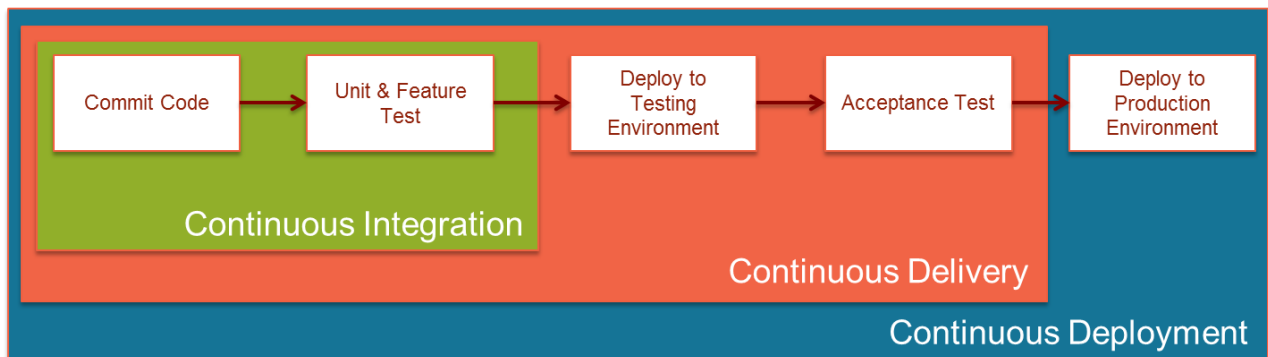 Commit Code
Unit & Feature
Test
Deploy to
Testing
Environment
Acceptance Test
Deploy to
Production
Environment
Continuous Integration
Continuous Delivery
Continuous Deployment